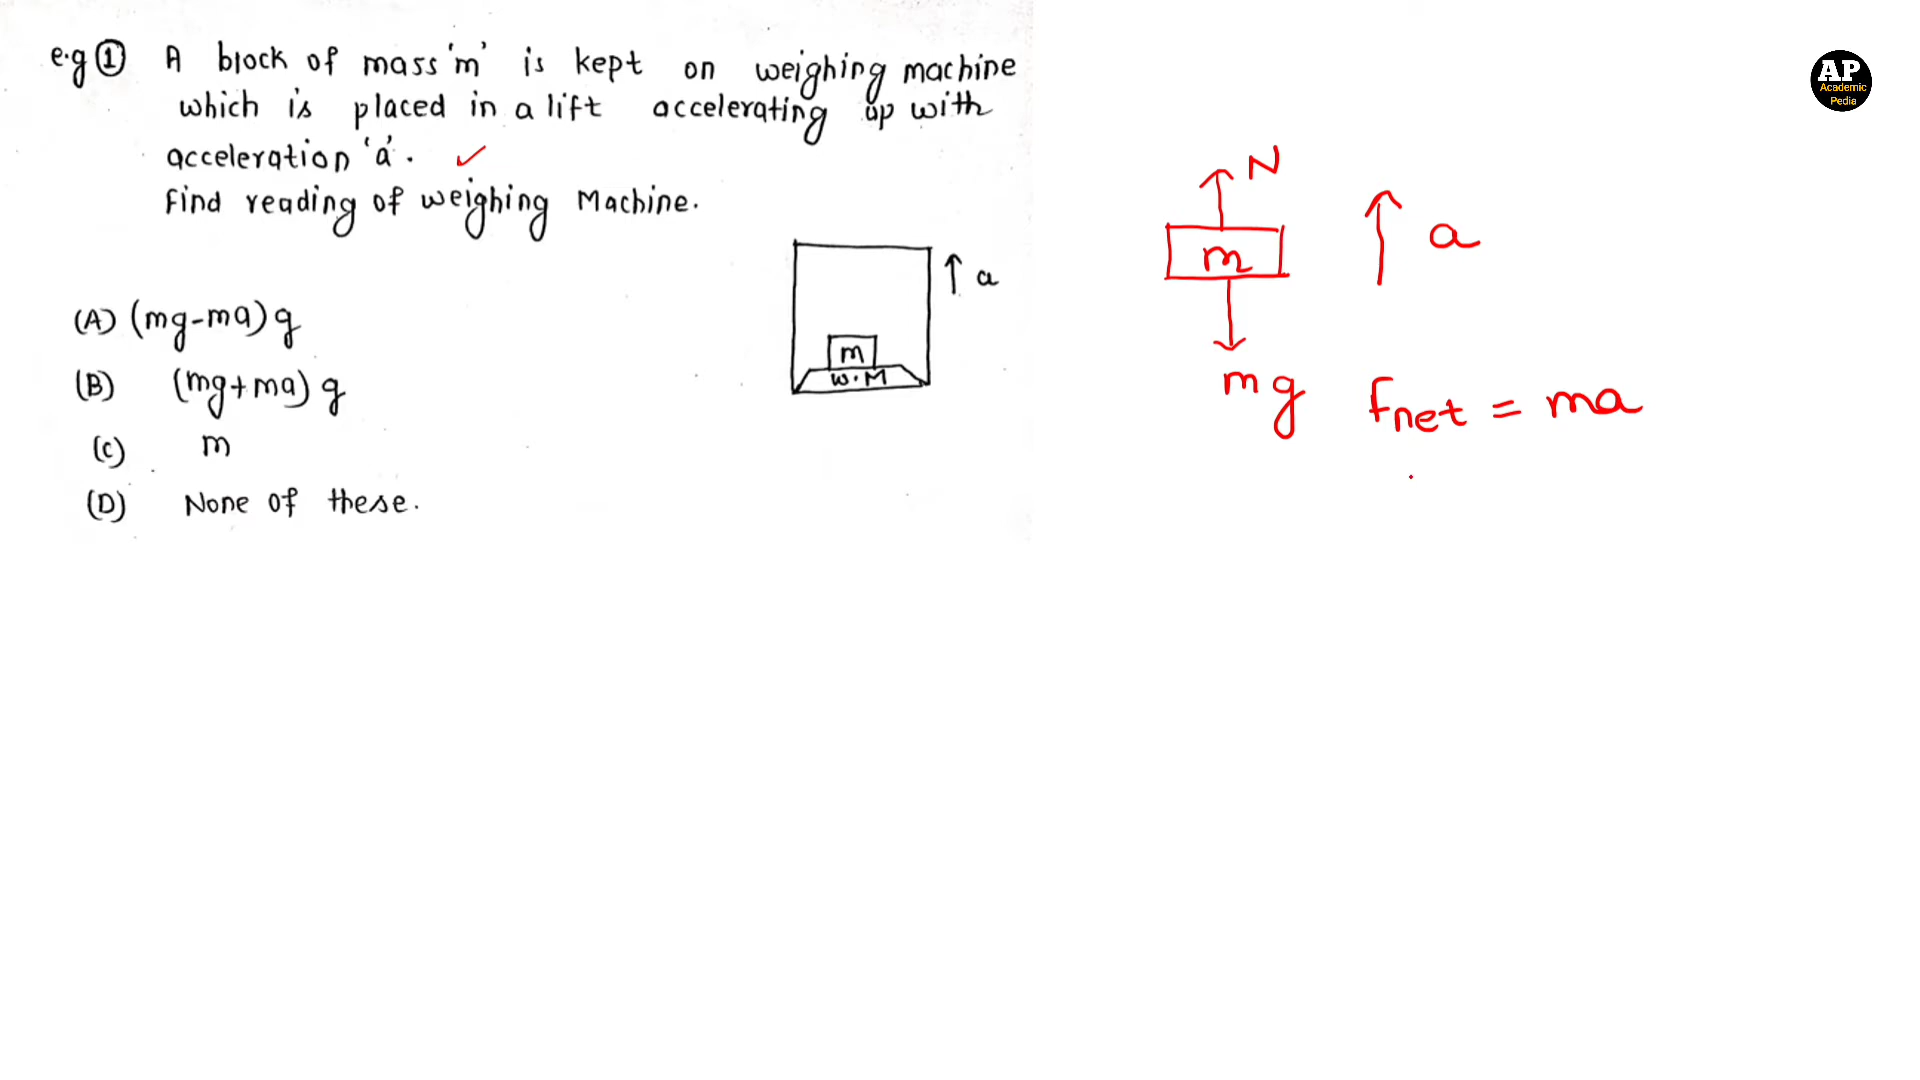 e.g ① A block of mass 'm' is kept on weighing machine
which is placed in a lift accelerating up with
acceleration 'a'.
Find reading of weighing Machine.
(A) (mg-ma)g
(B) (mg+ma)g
(C) m
(D) None of these.
a
m
W.M
N
m
a
mg
Fnet = ma
AP
Academic
Pedia